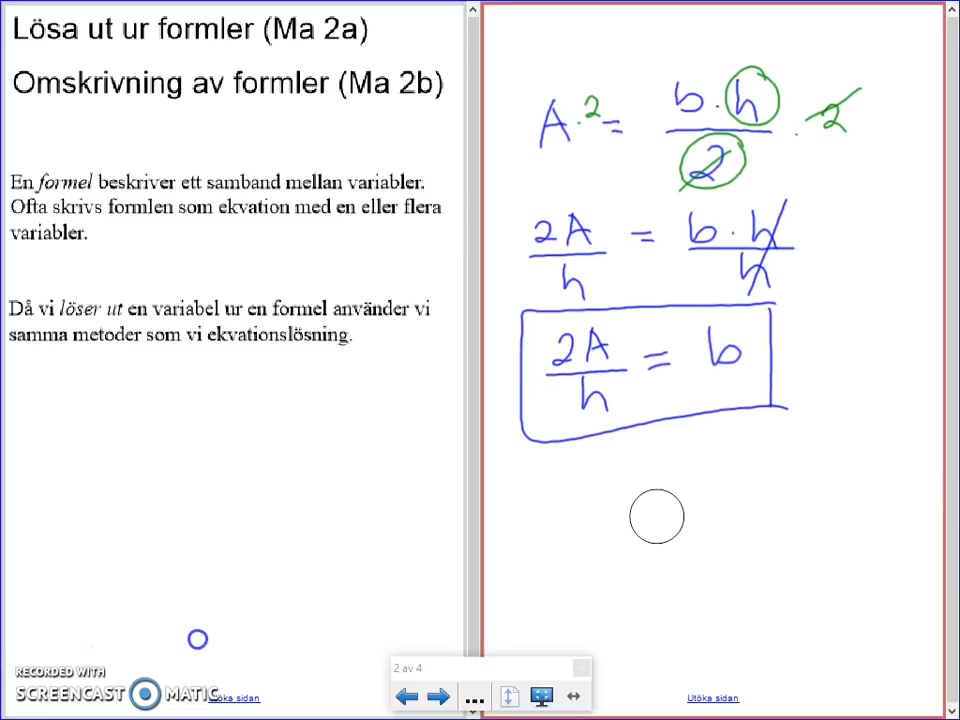 Lösa ut ur formler (Ma 2a)
Omskrivning av formler (Ma 2b)
En formel beskriver ett samband mellan variabler.
Ofta skrivs formlen som ekvation med en eller flera
variabler.
Då vi löser ut en variabel ur en formel använder vi
samma metoder som vi ekvationslösning.
A · 2 = b · h / 2 · 2
2A / h = b · h / h
2A / h = b
RECORDED WITH
SCREENCAST MATIC
Utöka sidan
2 av 4
Utöka sidan